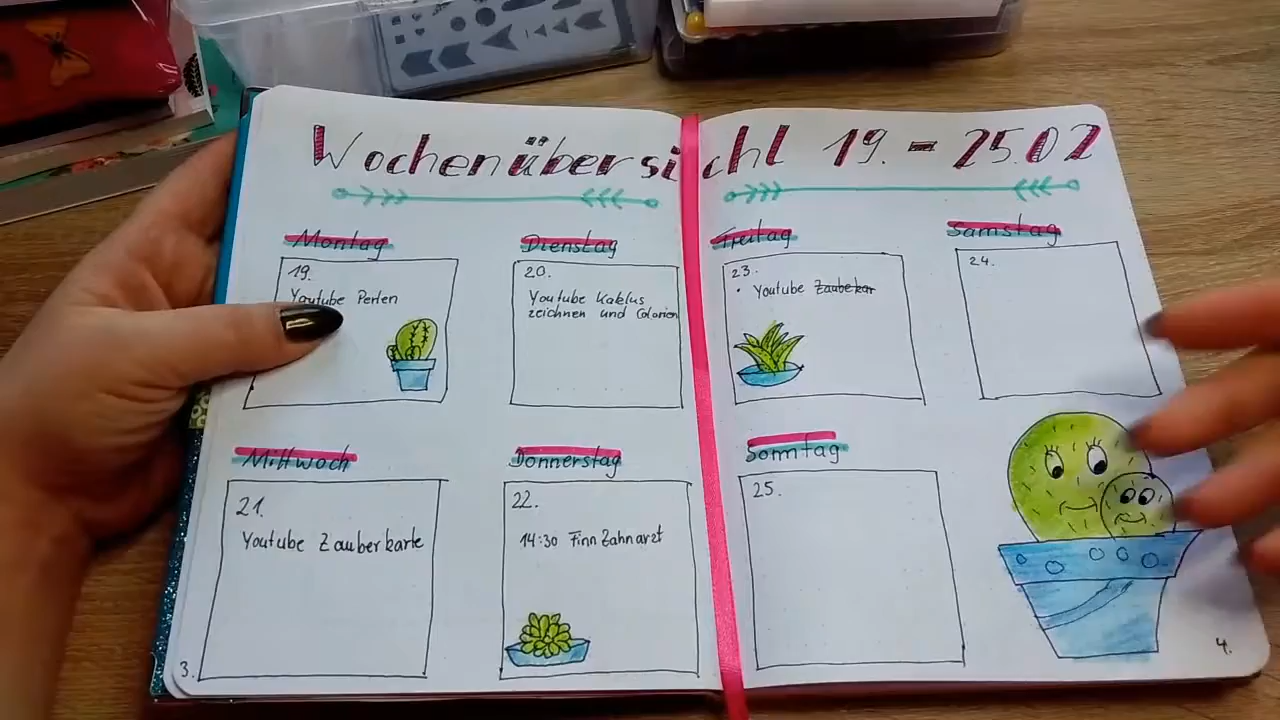 Wochenübersicht 19. - 25.02
Montag
19.
Youtube Perlen
Dienstag
20.
Youtube Kaktus
zeichnen und Colorien
Mittwoch
21.
Youtube Zauberkarte
Donnerstag
22.
14:30 Finn Zahnarzt
3.
Freitag
23.
• Youtube Zauberkar
Samstag
24.
Sonntag
25.
4.